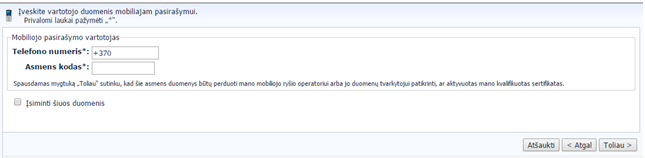 Įveskite vartotojo duomenis mobiliajam pasirašymui.
Privalomi laukai pažymėti „*“.
Mobiliojo pasirašymo vartotojas
Telefono numeris*: +370
Asmens kodas*:
Spausdamas mygtuką „Toliau“ sutinku, kad šie asmens duomenys būtų perduoti mano mobiliojo ryšio operatoriui arba jo duomenų tvarkytojui patikrinti, ar aktyvuotas mano kvalifikuotas sertifikatas.
Įsiminti šiuos duomenis
Atšaukti < Atgal Toliau >